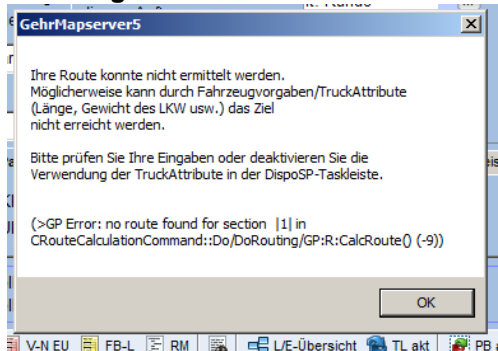 GehrMapserver5
Ihre Route konnte nicht ermittelt werden.
Möglicherweise kann durch Fahrzeugvorgaben/TruckAttribute
(Länge, Gewicht des LKW usw.) das Ziel
nicht erreicht werden.
Bitte prüfen Sie Ihre Eingaben oder deaktivieren Sie die
Verwendung der TruckAttribute in der DispoSP-Taskleiste.
(>GP Error: no route found for section |1| in
CRouteCalculationCommand::Do/DoRouting/GP:R:CalcRoute() (-9))
OK
V-N EU FB-L RM L/E-Übersicht TL akt PB